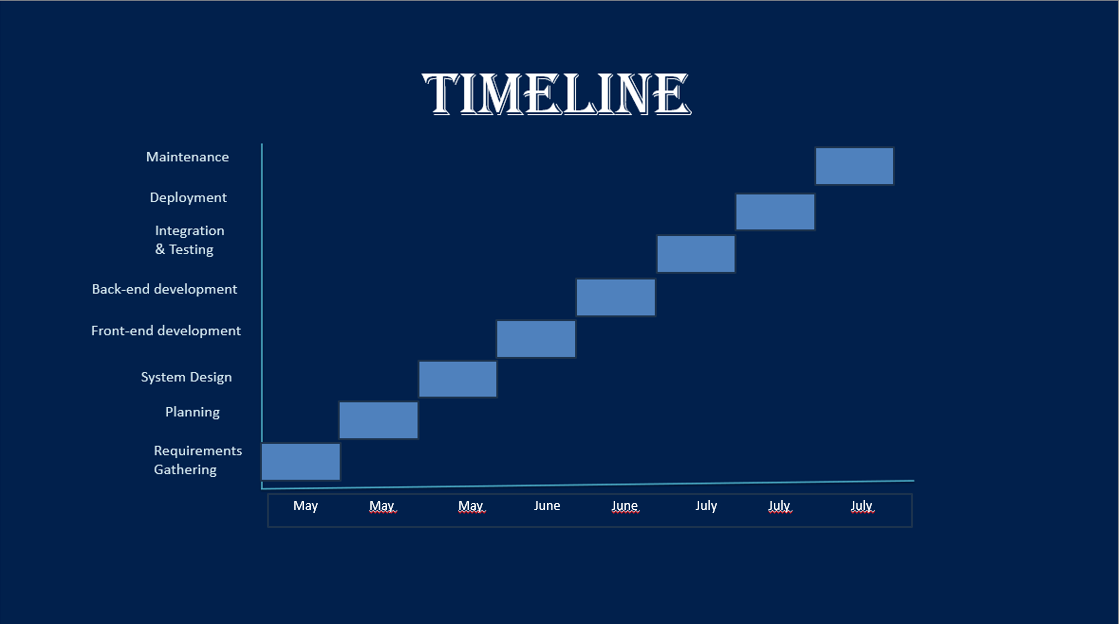 TIMELINE
Maintenance
Deployment
Integration
& Testing
Back-end development
Front-end development
System Design
Planning
Requirements
Gathering
May May May June June July July July